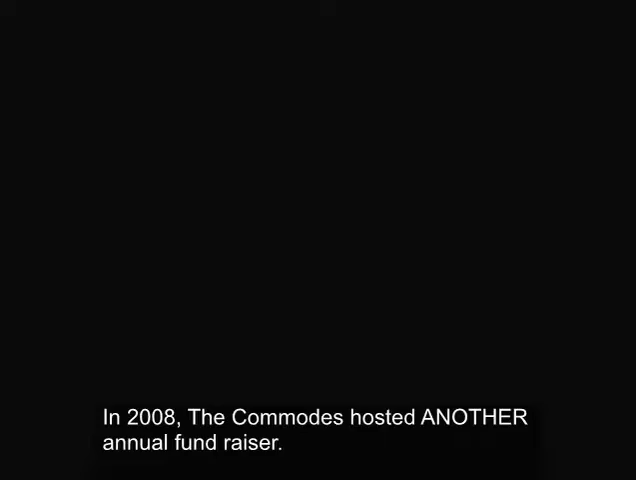 In 2008, The Commodes hosted ANOTHER
annual fund raiser.